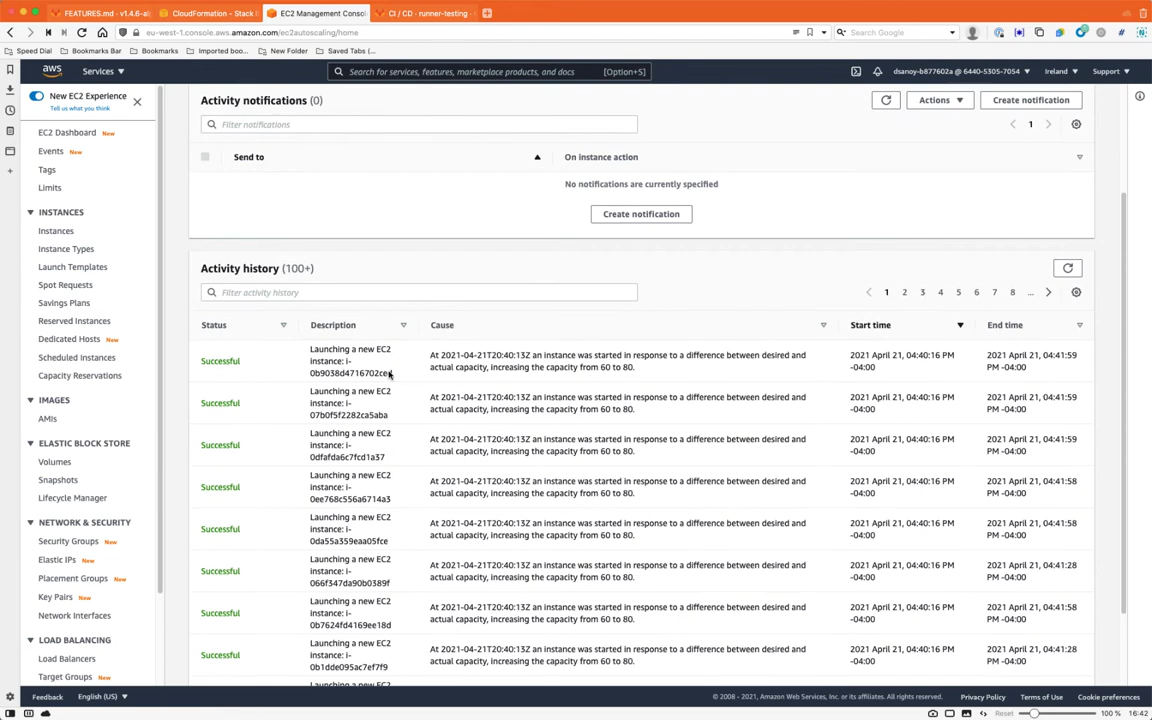 FEATURES.md - v1.4.6-al
CloudFormation - Stack
EC2 Management Conso
CI / CD · runner-testing ·
eu-west-1.console.aws.amazon.com/ec2autoscaling/home
Search Google
Speed Dial
Bookmarks Bar
Bookmarks
Imported boo...
New Folder
Saved Tabs (...
aws
Services
Search for services, features, marketplace products, and docs
[Option+S]
dsanoy-b877602a @ 6440-5305-7054
Ireland
Support
New EC2 Experience
Tell us what you think
EC2 Dashboard New
Events New
Tags
Limits
INSTANCES
Instances
Instance Types
Launch Templates
Spot Requests
Savings Plans
Reserved Instances
Dedicated Hosts New
Scheduled Instances
Capacity Reservations
IMAGES
AMIs
ELASTIC BLOCK STORE
Volumes
Snapshots
Lifecycle Manager
NETWORK & SECURITY
Security Groups New
Elastic IPs New
Placement Groups New
Key Pairs New
Network Interfaces
LOAD BALANCING
Load Balancers
Target Groups New
Activity notifications (0)
Actions
Create notification
Filter notifications
1
Send to
On instance action
No notifications are currently specified
Create notification
Activity history (100+)
Filter activity history
1 2 3 4 5 6 7 8 ...
Status
Description
Cause
Start time
End time
Successful
Launching a new EC2
instance: i-
0b9038d4716702ce
At 2021-04-21T20:40:13Z an instance was started in response to a difference between desired and
actual capacity, increasing the capacity from 60 to 80.
2021 April 21, 04:40:16 PM
-04:00
2021 April 21, 04:41:59
PM -04:00
Successful
Launching a new EC2
instance: i-
07b0f5f2282ca5aba
At 2021-04-21T20:40:13Z an instance was started in response to a difference between desired and
actual capacity, increasing the capacity from 60 to 80.
2021 April 21, 04:40:16 PM
-04:00
2021 April 21, 04:41:59
PM -04:00
Successful
Launching a new EC2
instance: i-
0dfafda6c7fcd1a37
At 2021-04-21T20:40:13Z an instance was started in response to a difference between desired and
actual capacity, increasing the capacity from 60 to 80.
2021 April 21, 04:40:16 PM
-04:00
2021 April 21, 04:41:59
PM -04:00
Successful
Launching a new EC2
instance: i-
0ee768c556a6714a3
At 2021-04-21T20:40:13Z an instance was started in response to a difference between desired and
actual capacity, increasing the capacity from 60 to 80.
2021 April 21, 04:40:16 PM
-04:00
2021 April 21, 04:41:58
PM -04:00
Successful
Launching a new EC2
instance: i-
0da55a359eaa05fce
At 2021-04-21T20:40:13Z an instance was started in response to a difference between desired and
actual capacity, increasing the capacity from 60 to 80.
2021 April 21, 04:40:16 PM
-04:00
2021 April 21, 04:41:58
PM -04:00
Successful
Launching a new EC2
instance: i-
066f347da90b0389f
At 2021-04-21T20:40:13Z an instance was started in response to a difference between desired and
actual capacity, increasing the capacity from 60 to 80.
2021 April 21, 04:40:16 PM
-04:00
2021 April 21, 04:41:28
PM -04:00
Successful
Launching a new EC2
instance: i-
0b7624fd4169ee18d
At 2021-04-21T20:40:13Z an instance was started in response to a difference between desired and
actual capacity, increasing the capacity from 60 to 80.
2021 April 21, 04:40:16 PM
-04:00
2021 April 21, 04:41:58
PM -04:00
Successful
Launching a new EC2
instance: i-
0b1dde095ac7ef7f9
At 2021-04-21T20:40:13Z an instance was started in response to a difference between desired and
actual capacity, increasing the capacity from 60 to 80.
2021 April 21, 04:40:16 PM
-04:00
2021 April 21, 04:41:28
PM -04:00
Feedback
English (US)
© 2008 - 2021, Amazon Web Services, Inc. or its affiliates. All rights reserved.
Privacy Policy
Terms of Use
Cookie preferences
Reset
100 %
16:42